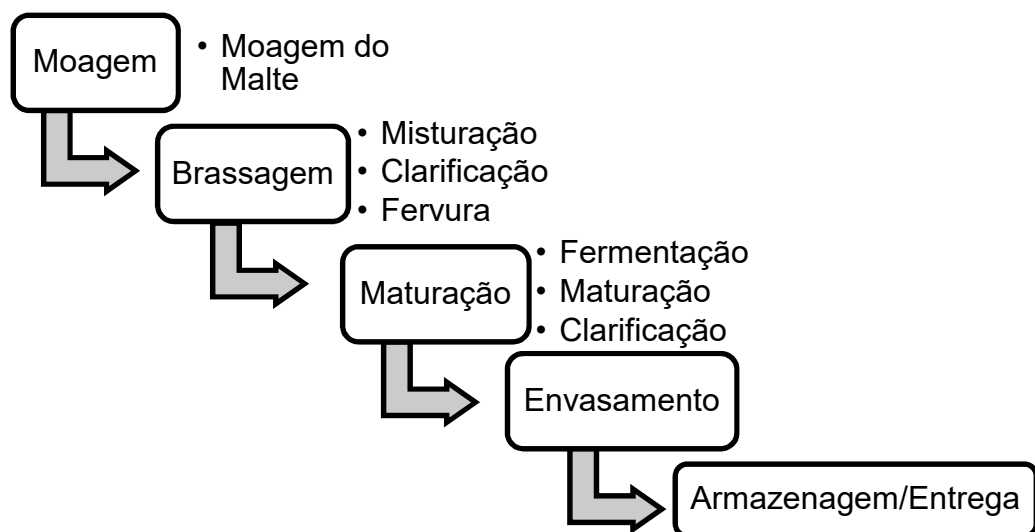 Moagem
• Moagem do
Malte
Brassagem
• Misturação
• Clarificação
• Fervura
Maturação
• Fermentação
• Maturação
• Clarificação
Envasamento
Armazenagem/Entrega